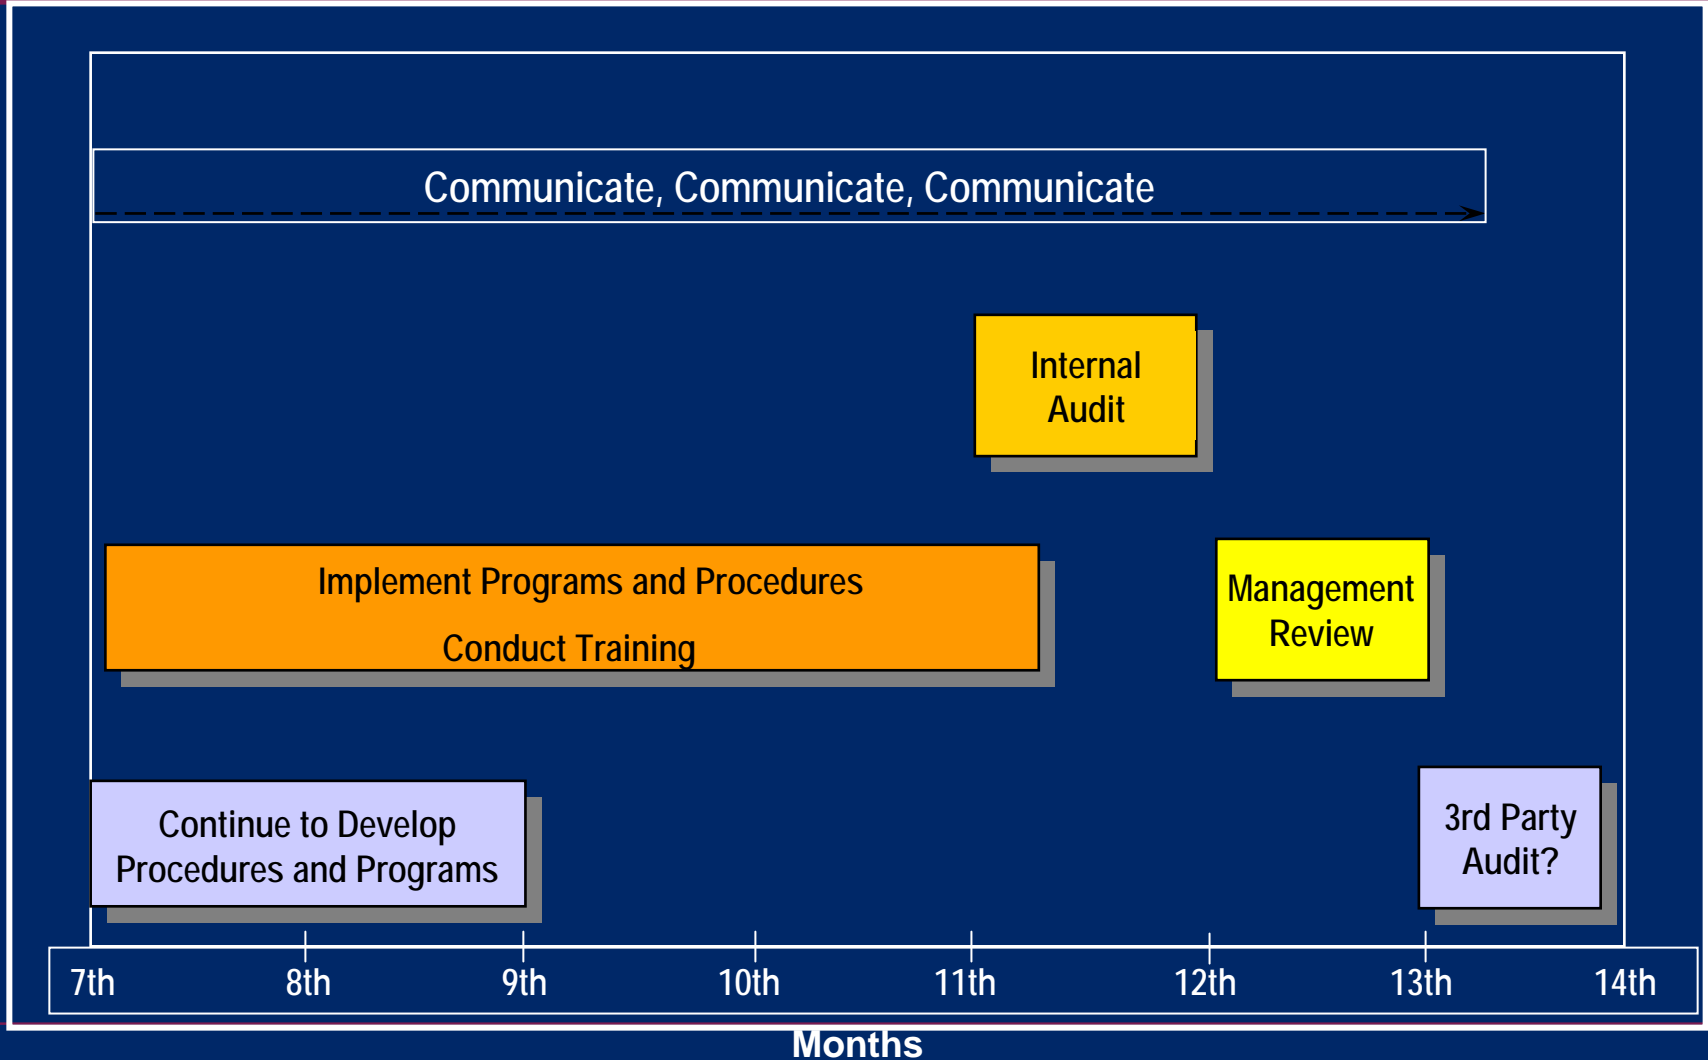 Communicate, Communicate, Communicate
Internal
Audit
Implement Programs and Procedures
Conduct Training
Management
Review
Continue to Develop
Procedures and Programs
3rd Party
Audit?
7th 8th 9th 10th 11th 12th 13th 14th
Months